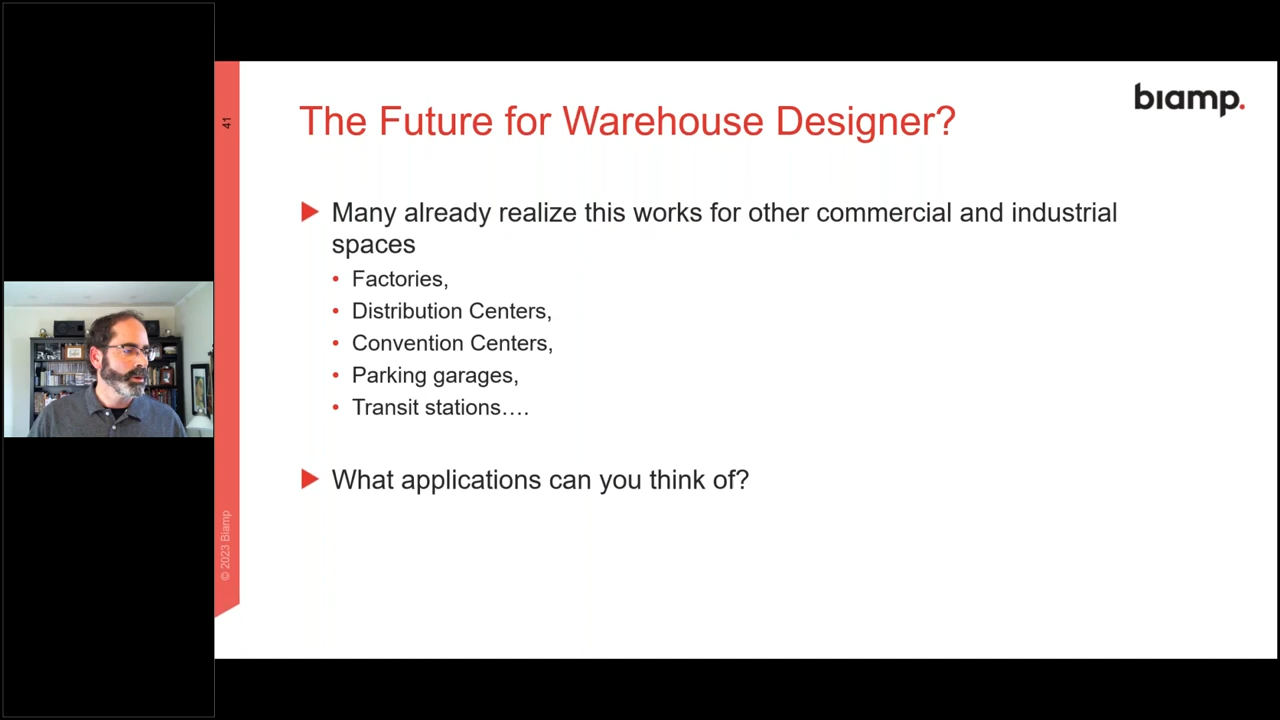 biamp.
41
The Future for Warehouse Designer?
Many already realize this works for other commercial and industrial
spaces
Factories,
Distribution Centers,
Convention Centers,
Parking garages,
Transit stations….
What applications can you think of?
© 2023 Biamp